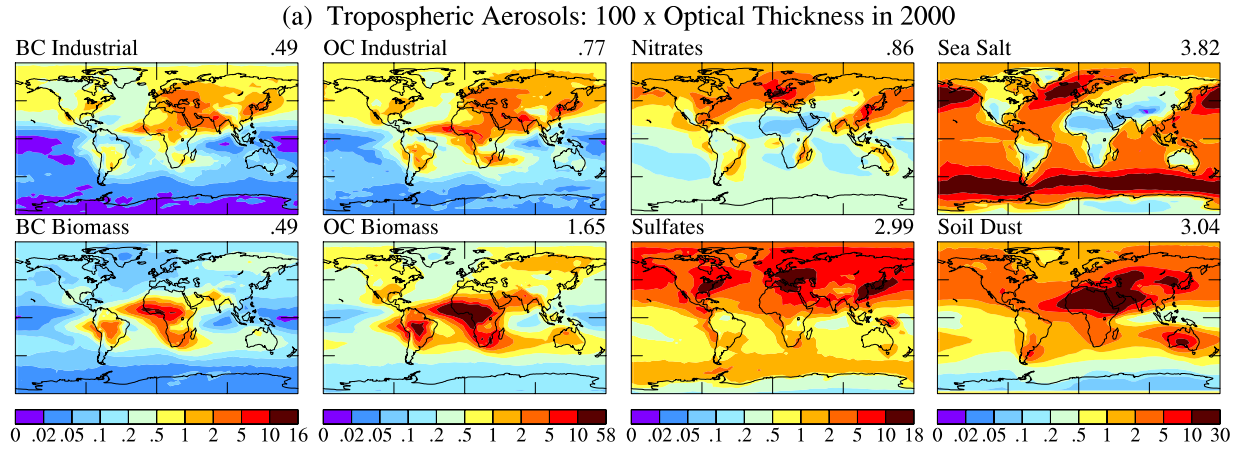 (a) Tropospheric Aerosols: 100 x Optical Thickness in 2000
BC Industrial .49 OC Industrial .77 Nitrates .86 Sea Salt 3.82
BC Biomass .49 OC Biomass 1.65 Sulfates 2.99 Soil Dust 3.04
0 .02 .05 .1 .2 .5 1 2 5 10 16 0 .02 .05 .1 .2 .5 1 2 5 10 58 0 .02 .05 .1 .2 .5 1 2 5 10 18 0 .02 .05 .1 .2 .5 1 2 5 10 30